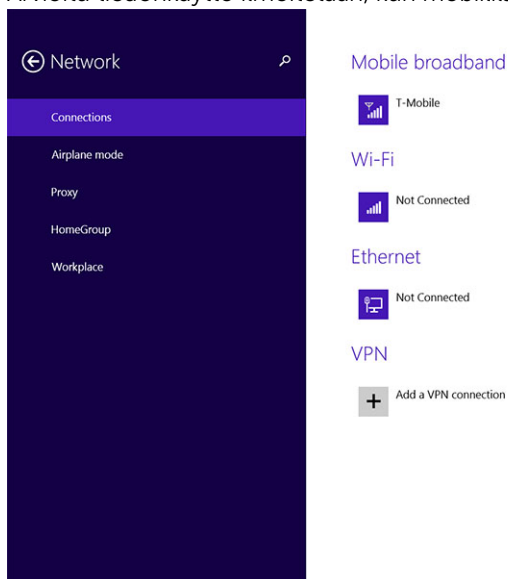 Network
Connections
Airplane mode
Proxy
HomeGroup
Workplace
Mobile broadband
T-Mobile
Wi-Fi
Not Connected
Ethernet
Not Connected
VPN
Add a VPN connection